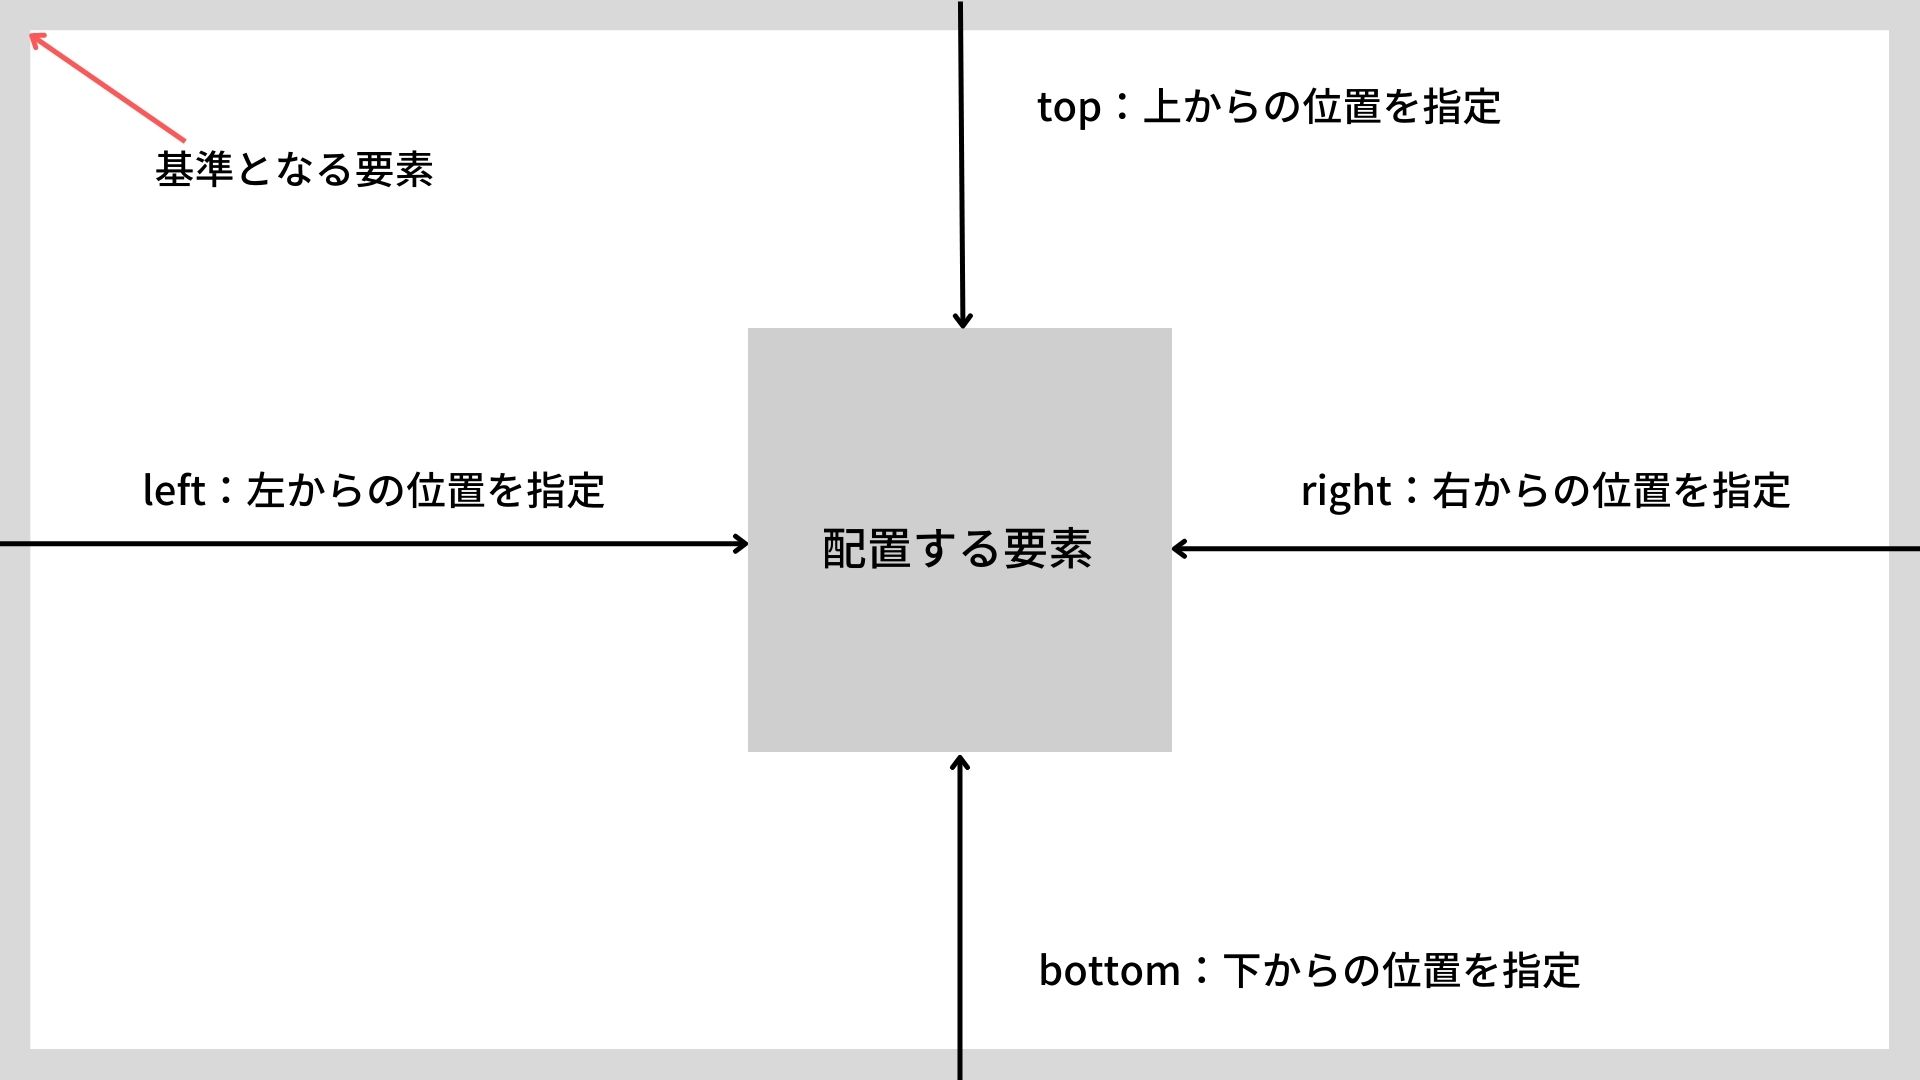 top：上からの位置を指定
基準となる要素
left：左からの位置を指定
right：右からの位置を指定
配置する要素
bottom：下からの位置を指定